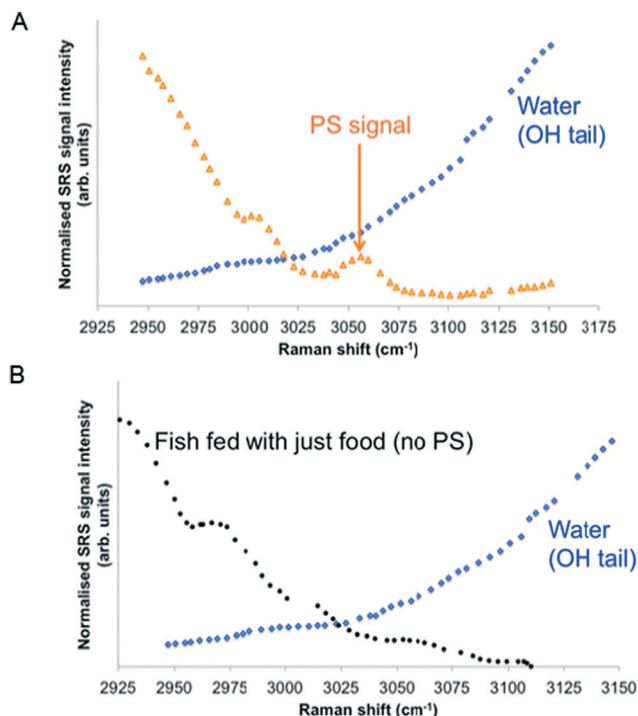 A
Normalised SRS signal intensity
(arb. units)
PS signal
Water
(OH tail)
2925 2950 2975 3000 3025 3050 3075 3100 3125 3150 3175
Raman shift (cm⁻¹)
B
Normalised SRS signal intensity
(arb. units)
Fish fed with just food (no PS)
Water
(OH tail)
2925 2950 2975 3000 3025 3050 3075 3100 3125 3150
Raman shift (cm⁻¹)